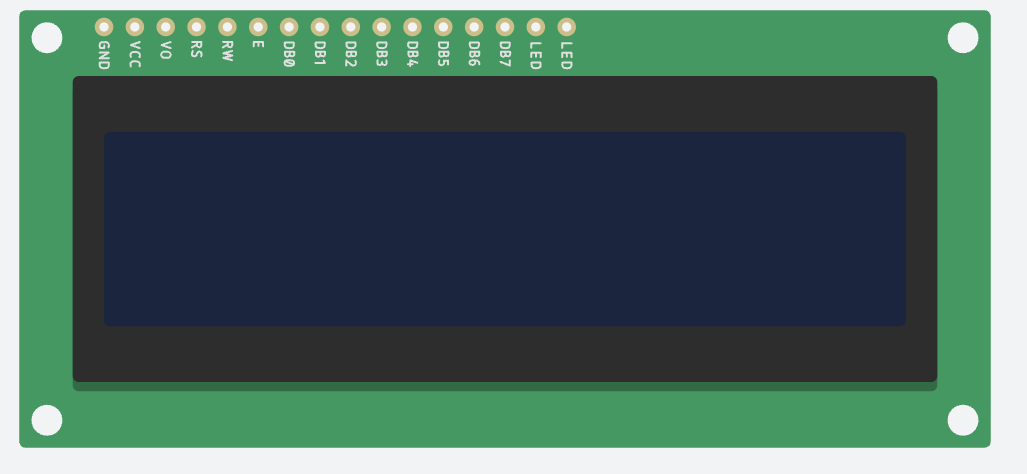 GND
VCC
VO
RS
RW
E
DB0
DB1
DB2
DB3
DB4
DB5
DB6
DB7
LED
LED